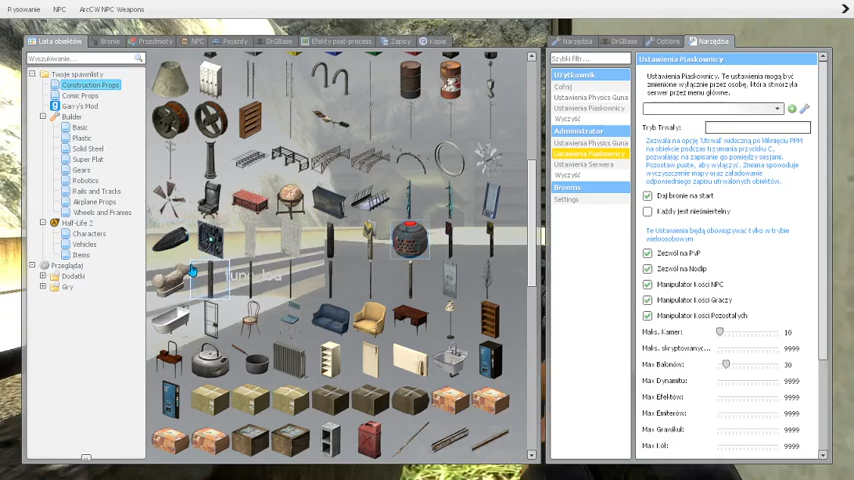 Rysowanie NPC ArcCW NPC Weapons
Lista obiektów Bronie Przedmioty NPC Pojazdy DrGBase Efekty post-process Zapisy Kopie
Narzędzia DrGBase Options Narzędzia
Wyszukiwanie...
Twoje spawnlisty
Construction Props
Comic Props
Garry's Mod
Builder
Basic
Plastic
Solid Steel
Super Flat
Gears
Robotics
Rails and Tracks
Airplane Props
Wheels and Frames
Half-Life 2
Characters
Vehicles
Items
Przeglądaj
Dodatki
Gry
Szybki filtr...
Użytkownik
Cofnij
Ustawienia Physics Guna
Ustawienia Piaskownicy
Wyczyść
Administrator
Ustawienia Physics Guna
Ustawienia Piaskownicy
Ustawienia Serwera
Wyczyść
Brooms
Settings
Ustawienia Piaskownicy
Ustawienia Piaskownicy. Te ustawienia mogą być
zmienione wyłącznie przez osobę, która stworzyła
serwer przez menu główne.
Tryb Trwały:
Zezwala na opcję 'Utrwal' widoczną po kliknięciu PPM
na obiekcie podczas trzymania przycisku C,
pozwalając na zapisanie go pomiędzy sesjami.
Pozostaw puste, aby wyłączyć. Zmiana spowoduje
wyczyszczenie mapy oraz załadowanie
odpowiedniego zapisu utrwalonych obiektów.
Daj bronie na start
Każdy jest nieśmiertelny
Te Ustawienia będą obowiązywać tylko w trybie
wieloosobowym
Zezwól na PvP
Zezwól na Noclip
Manipulator Kości NPC
Manipulator Kości Graczy
Manipulator Kości Pozostałych
Maks. Kamer: 10
Maks. skryptowanyc... 9999
Max Balonów: 30
Max Dynamitu: 9999
Max Efektów: 9999
Max Emiterów: 9999
Max Grawikul: 9999
Max Kół: 9999